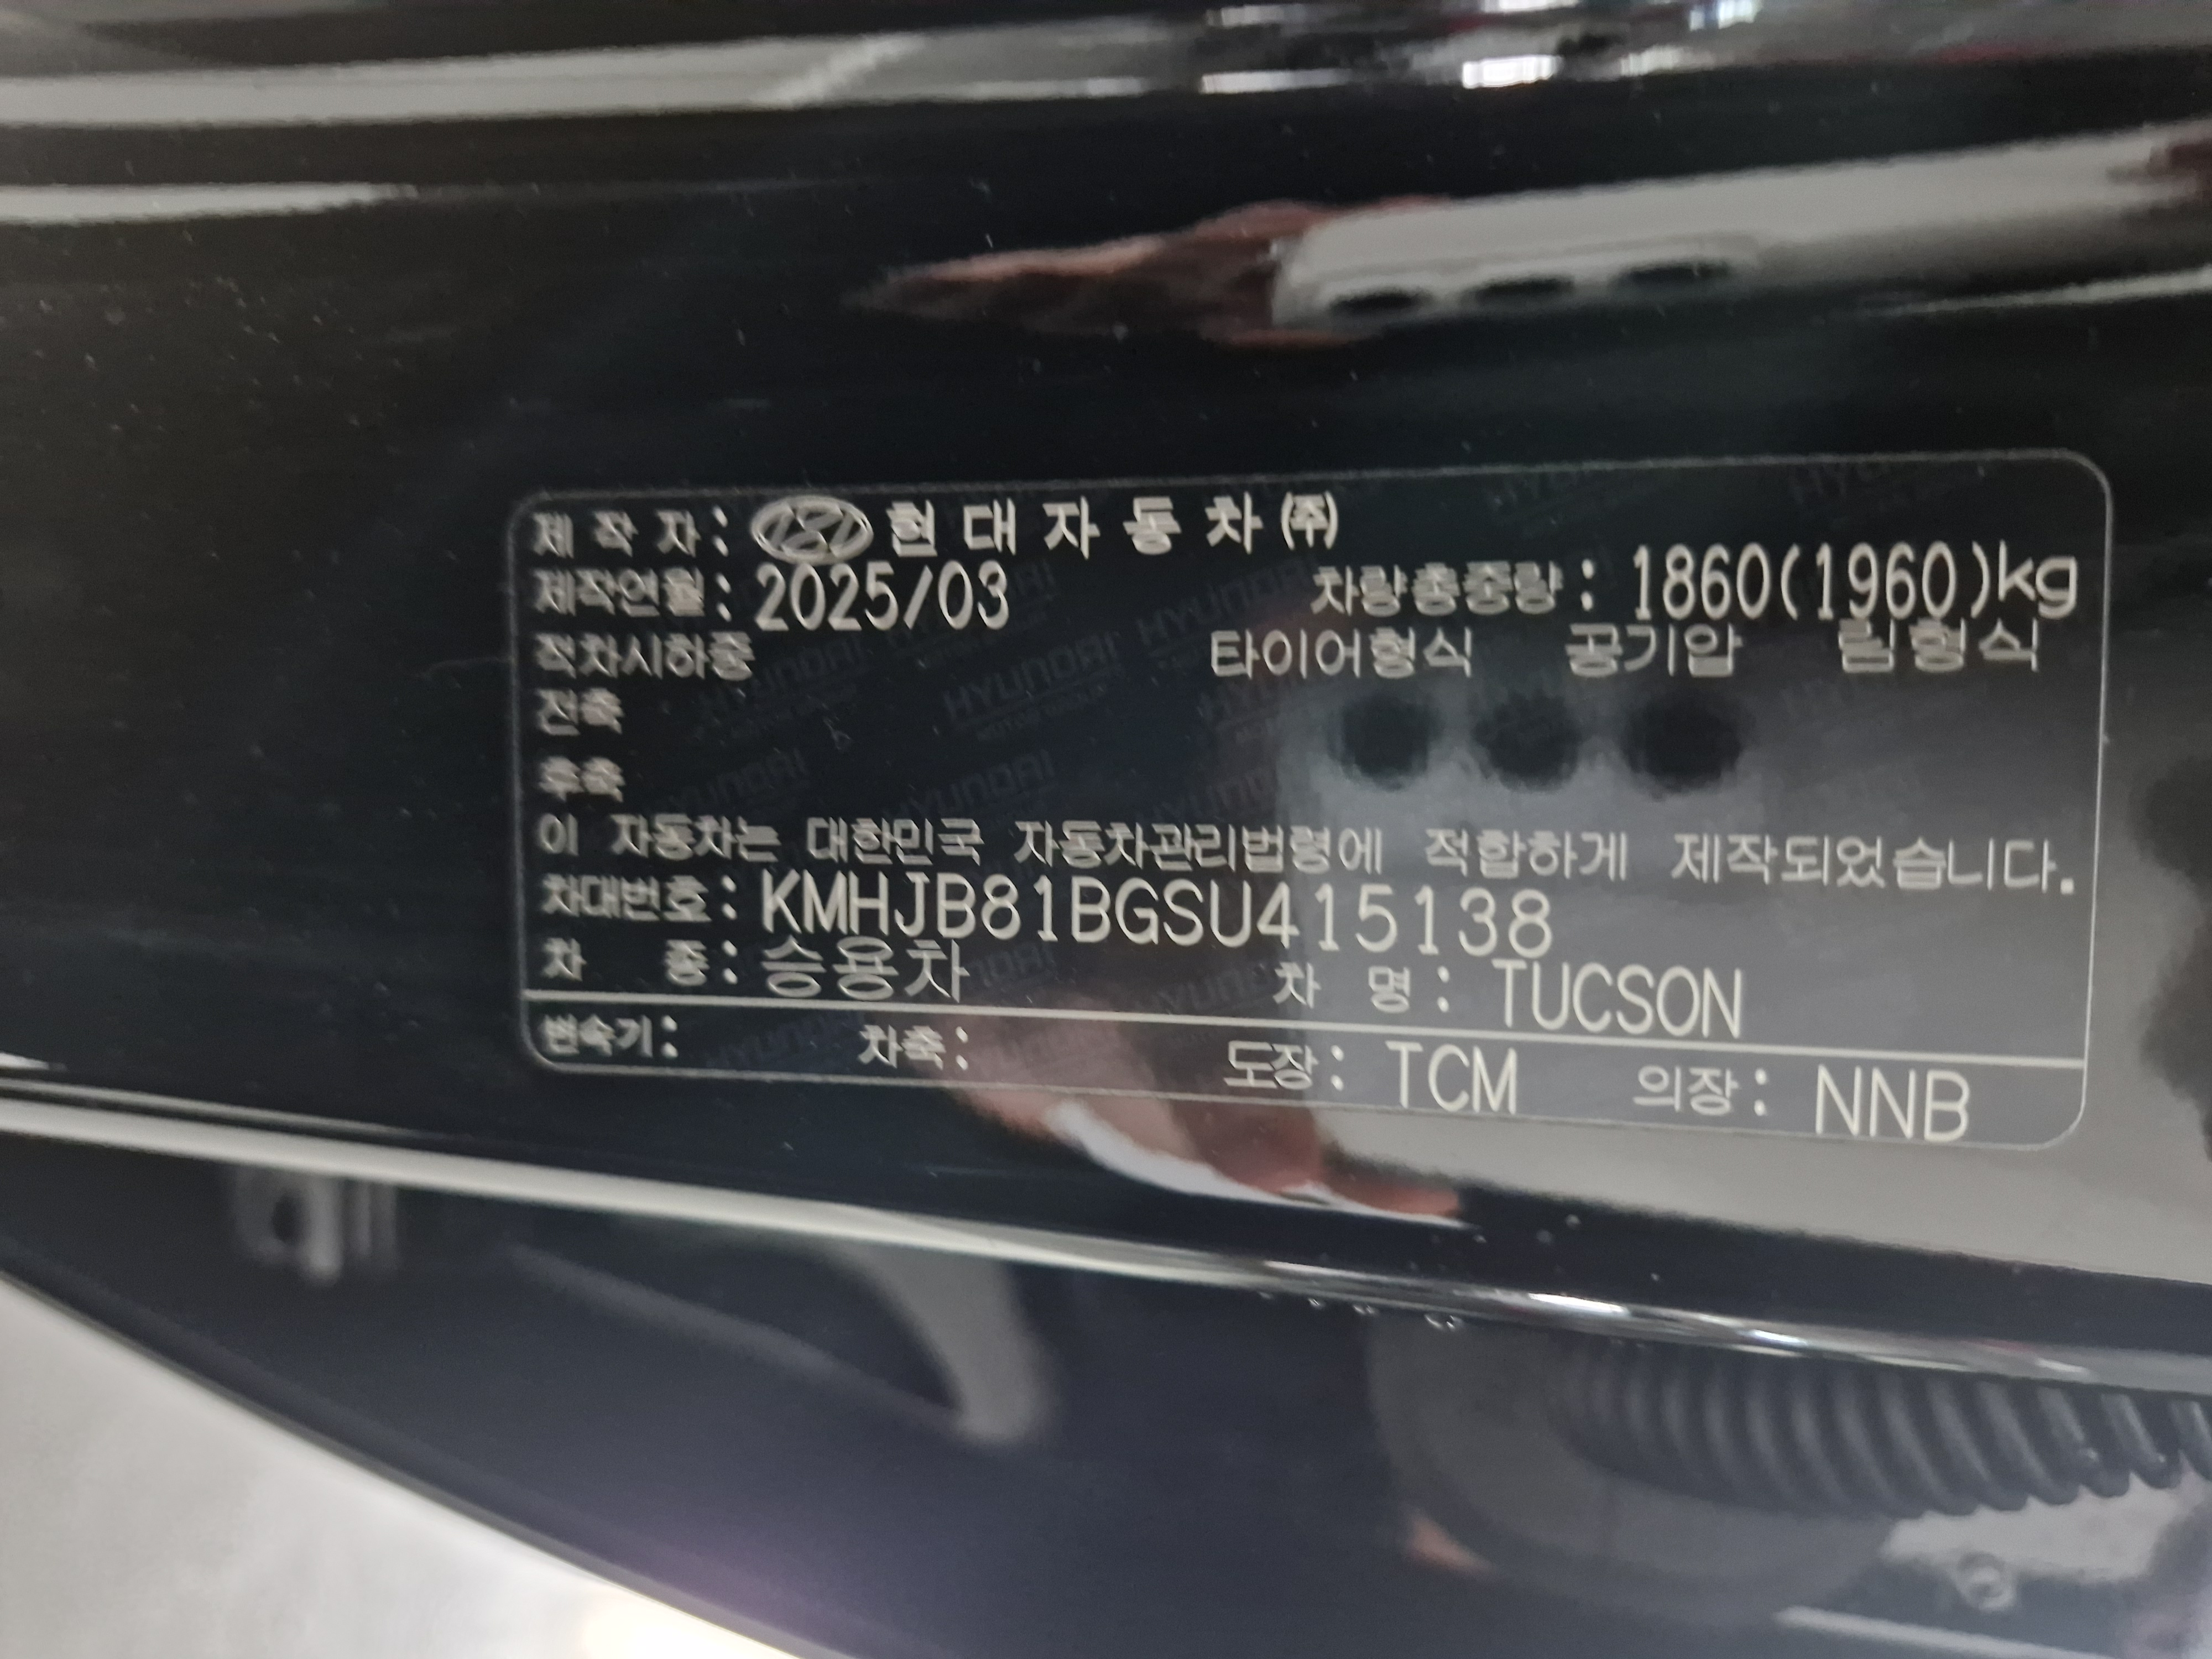 제 작 자 : 현 대 자 동 차 ㈜
제작연월 : 2025/03 차량총중량 : 1860(1960)kg
적차시하중 타이어형식 공기압 림형식
전축
후축
이 자동차는 대한민국 자동차관리법령에 적합하게 제작되었습니다.
차대번호 : KMHJB81BGSU415138
차 종 : 승용차 차 명 : TUCSON
변속기 : 차축 : 도장 : TCM 의장 : NNB